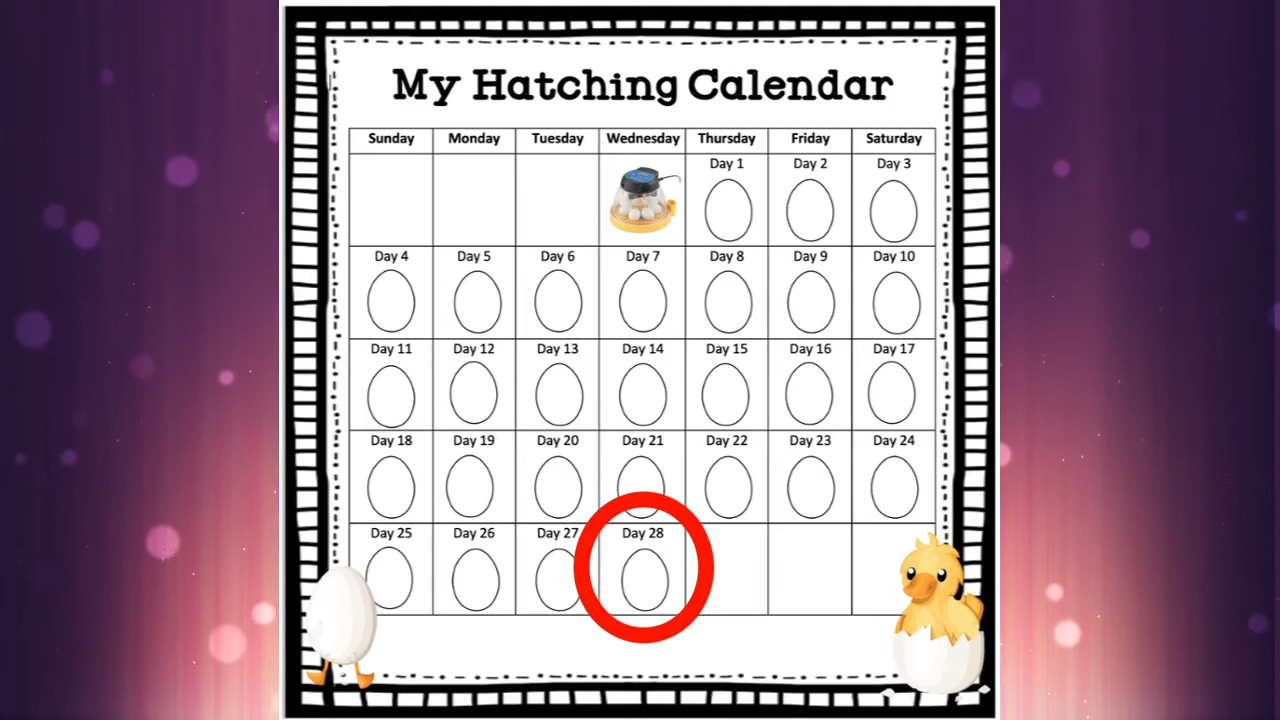 My Hatching Calendar
Sunday Monday Tuesday Wednesday Thursday Friday Saturday
Day 1 Day 2 Day 3
Day 4 Day 5 Day 6 Day 7 Day 8 Day 9 Day 10
Day 11 Day 12 Day 13 Day 14 Day 15 Day 16 Day 17
Day 18 Day 19 Day 20 Day 21 Day 22 Day 23 Day 24
Day 25 Day 26 Day 27 Day 28